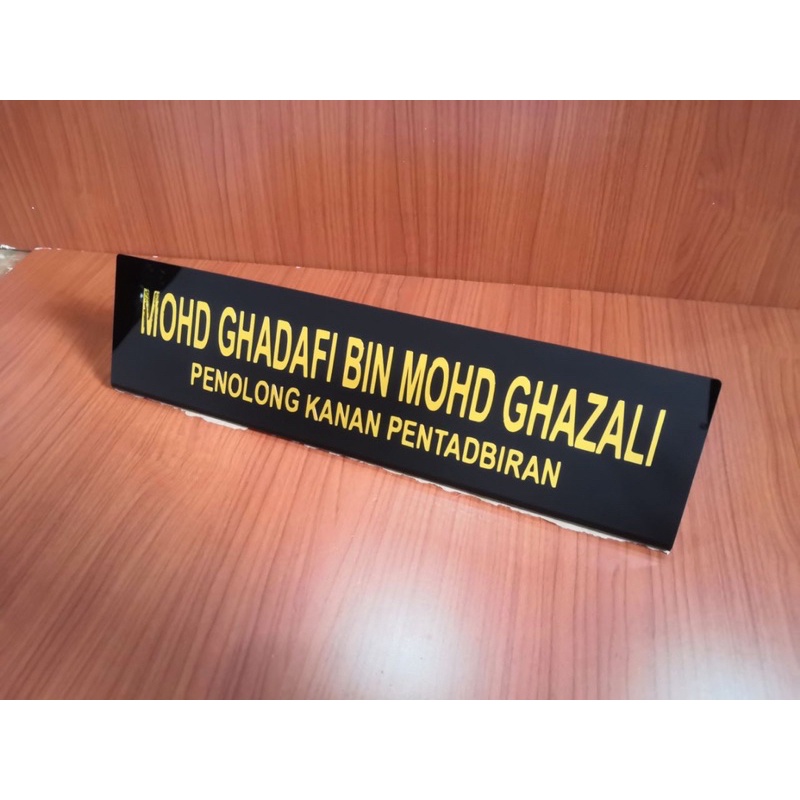 MOHD GHADAFI BIN MOHD GHAZALI
PENOLONG KANAN PENTADBIRAN